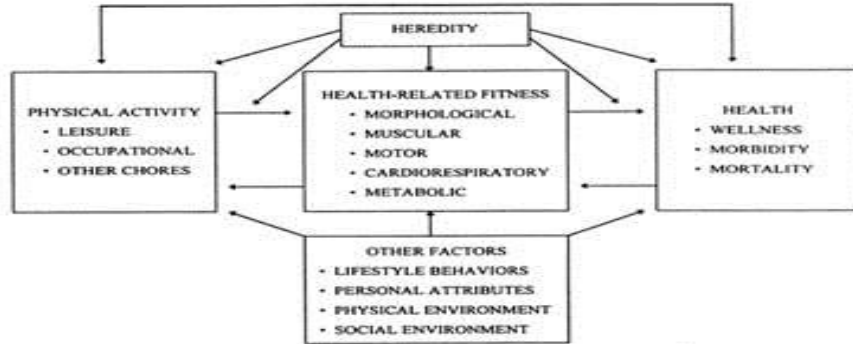 HEREDITY
PHYSICAL ACTIVITY
• LEISURE
• OCCUPATIONAL
• OTHER CHORES
HEALTH-RELATED FITNESS
• MORPHOLOGICAL
• MUSCULAR
• MOTOR
• CARDIORESPIRATORY
• METABOLIC
HEALTH
• WELLNESS
• MORBIDITY
• MORTALITY
OTHER FACTORS
• LIFESTYLE BEHAVIORS
• PERSONAL ATTRIBUTES
• PHYSICAL ENVIRONMENT
• SOCIAL ENVIRONMENT